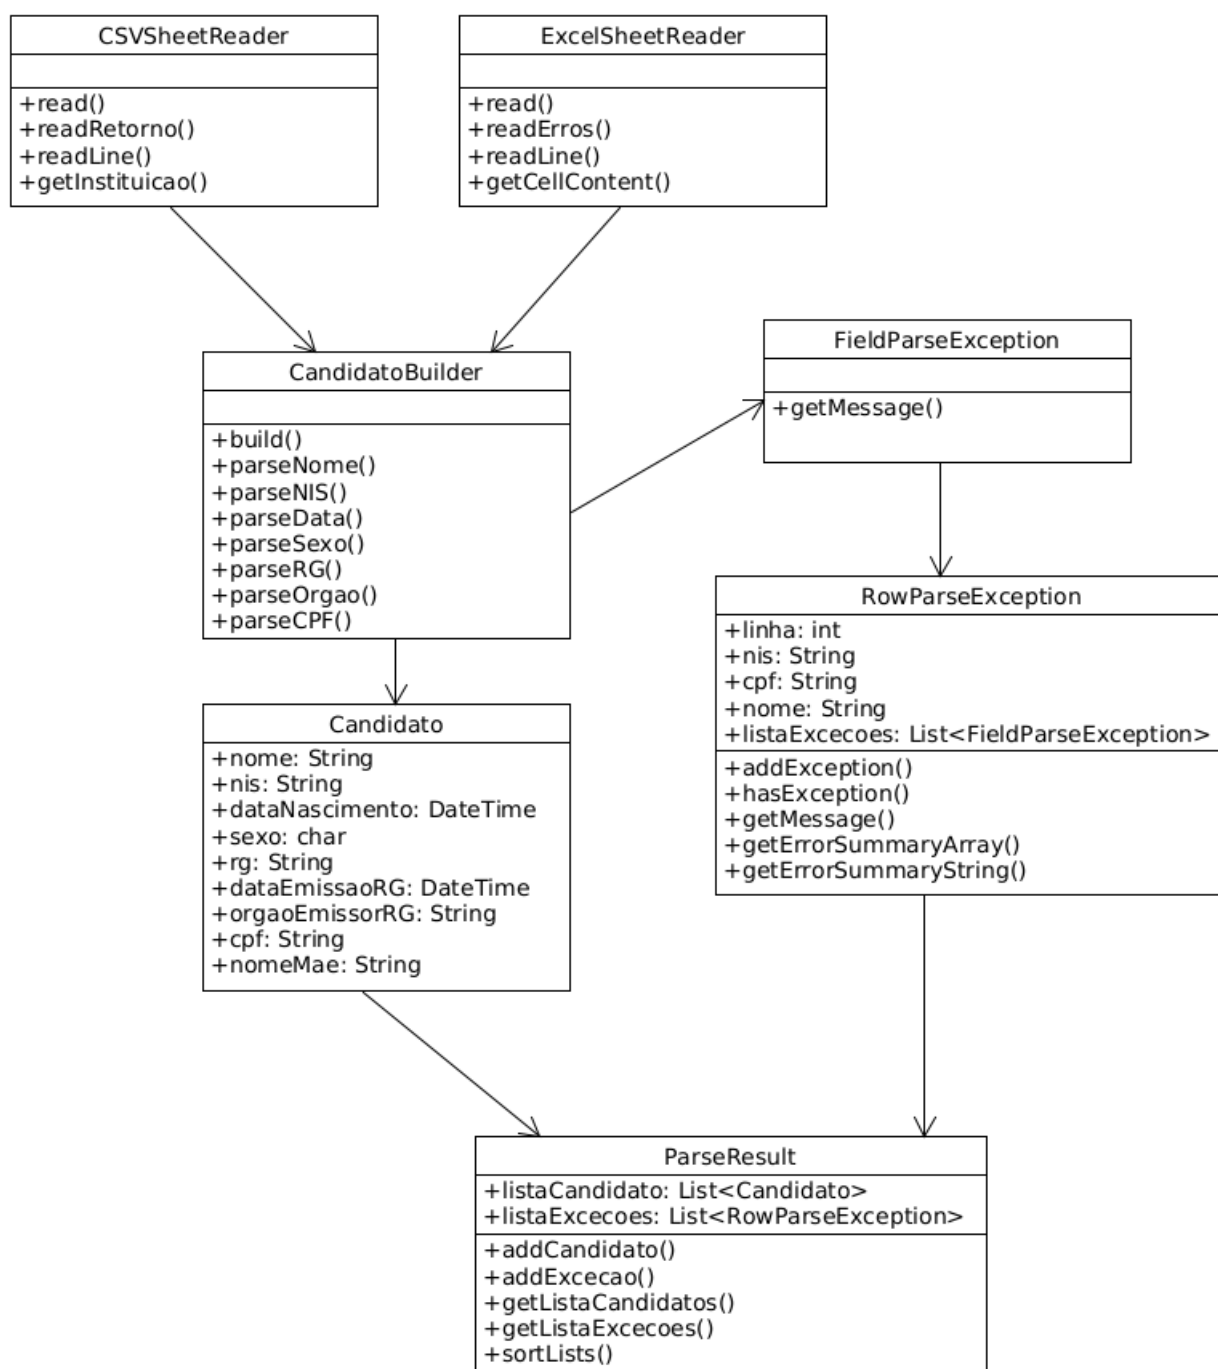 CSVSheetReader
+read()
+readRetorno()
+readLine()
+getInstituicao()
ExcelSheetReader
+read()
+readErros()
+readLine()
+getCellContent()
CandidatoBuilder
+build()
+parseNome()
+parseNIS()
+parseData()
+parseSexo()
+parseRG()
+parseOrgao()
+parseCPF()
FieldParseException
+getMessage()
RowParseException
+linha: int
+nis: String
+cpf: String
+nome: String
+listaExcecoes: List<FieldParseException>
+addException()
+hasException()
+getMessage()
+getErrorSummaryArray()
+getErrorSummaryString()
Candidato
+nome: String
+nis: String
+dataNascimento: DateTime
+sexo: char
+rg: String
+dataEmissaoRG: DateTime
+orgaoEmissorRG: String
+cpf: String
+nomeMae: String
ParseResult
+listaCandidato: List<Candidato>
+listaExcecoes: List<RowParseException>
+addCandidato()
+addExcecao()
+getListaCandidatos()
+getListaExcecoes()
+sortLists()